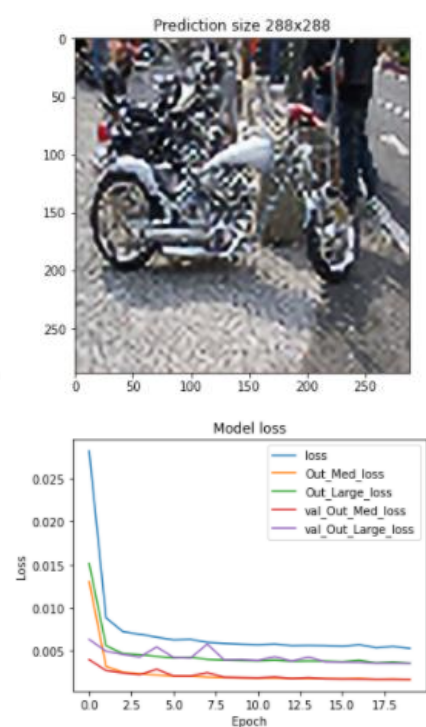 Prediction size 288x288
0
50
100
150
200
250
0 50 100 150 200 250
Model loss
loss
Out_Med_loss
Out_Large_loss
val_Out_Med_loss
val_Out_Large_loss
0.025
0.020
0.015
0.010
0.005
Loss
0.0 2.5 5.0 7.5 10.0 12.5 15.0 17.5
Epoch